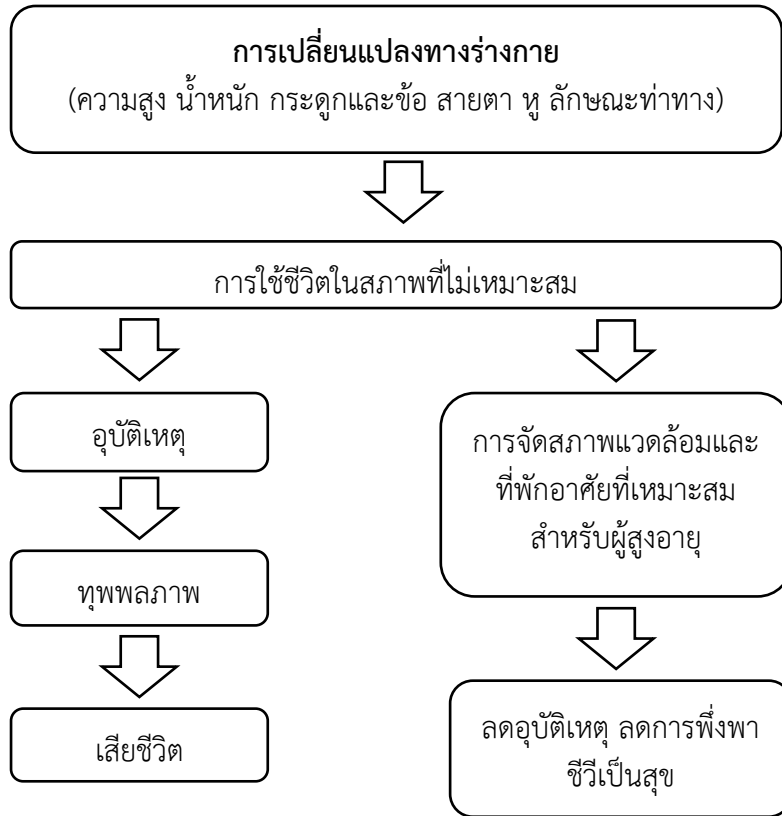 การเปลี่ยนแปลงทางร่างกาย
(ความสูง น้ำหนัก กระดูกและข้อ สายตา หู ลักษณะท่าทาง)
การใช้ชีวิตในสภาพที่ไม่เหมาะสม
อุบัติเหตุ
ทุพพลภาพ
เสียชีวิต
การจัดสภาพแวดล้อมและ
ที่พักอาศัยที่เหมาะสม
สำหรับผู้สูงอายุ
ลดอุบัติเหตุ ลดการพึ่งพา
ชีวีเป็นสุข